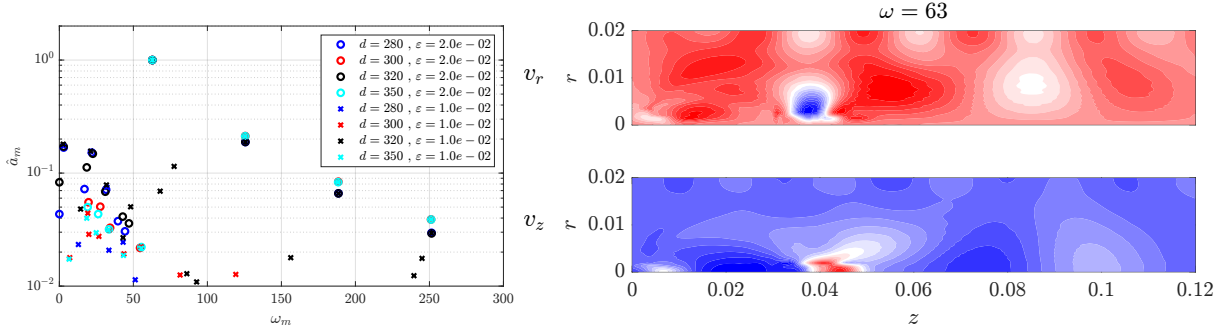 10^0
10^{-1}
10^{-2}
â_m
0 50 100 150 200 250 300
ω_m
d = 280 , ε = 2.0e − 02
d = 300 , ε = 2.0e − 02
d = 320 , ε = 2.0e − 02
d = 350 , ε = 2.0e − 02
d = 280 , ε = 1.0e − 02
d = 300 , ε = 1.0e − 02
d = 320 , ε = 1.0e − 02
d = 350 , ε = 1.0e − 02
ω = 63
v_r
r
0.02
0.01
0
v_z
r
0.02
0.01
0
0 0.02 0.04 0.06 0.08 0.1 0.12
z